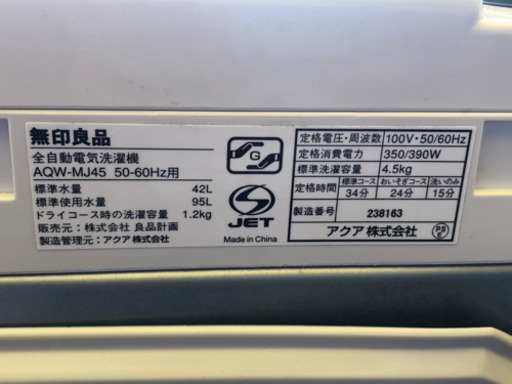 無印良品
全自動電気洗濯機
AQW-MJ45 50-60Hz用
標準水量 42L
標準使用水量 95L
ドライコース時の洗濯容量 1.2kg
販売元：株式会社 良品計画
製造管理元：アクア 株式会社
G
JET
Made in China
定格電圧・周波数 100V・50/60Hz
定格消費電力 350/390W
標準洗濯容量 4.5kg
定格時間 標準コース おいそぎコース 洗いのみ
34分 24分 15分
製造番号 238163
アクア 株式会社
PS
E